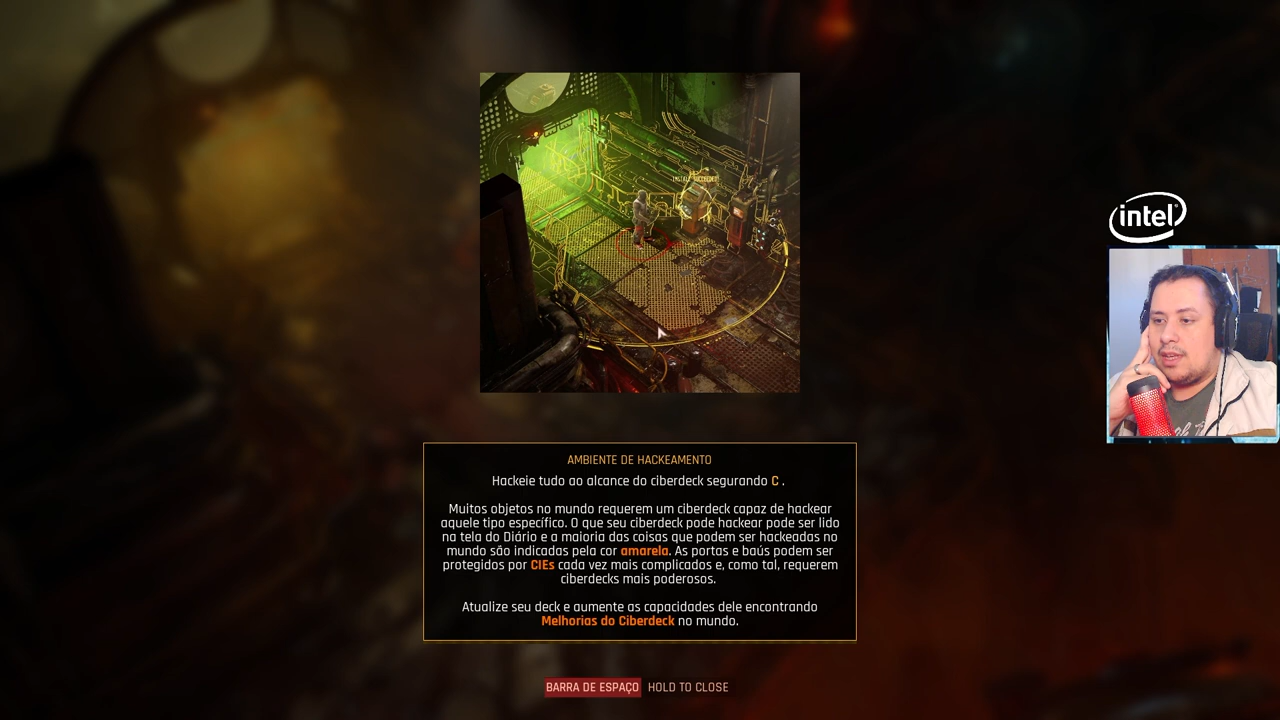 intel
AMBIENTE DE HACKEAMENTO
Hackeie tudo ao alcance do ciberdeck segurando C .
Muitos objetos no mundo requerem um ciberdeck capaz de hackear
aquele tipo específico. O que seu ciberdeck pode hackear pode ser lido
na tela do Diário e a maioria das coisas que podem ser hackeadas no
mundo são indicadas pela cor amarela. As portas e baús podem ser
protegidos por CIEs cada vez mais complicados e, como tal, requerem
ciberdecks mais poderosos.
Atualize seu deck e aumente as capacidades dele encontrando
Melhorias do Ciberdeck no mundo.
BARRA DE ESPAÇO HOLD TO CLOSE